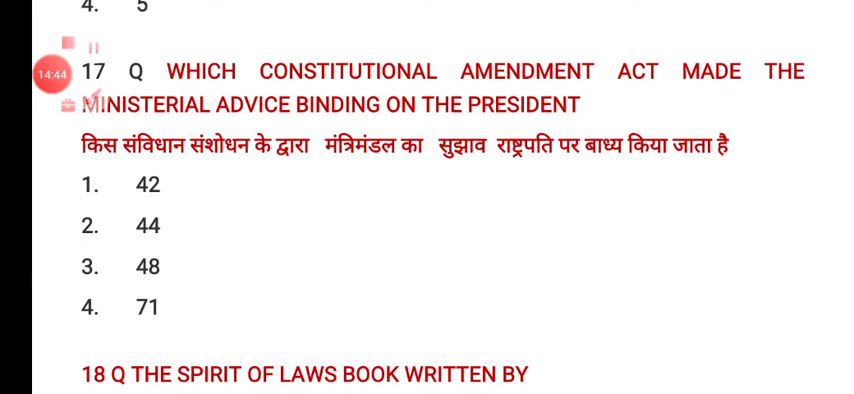 4. 5
14:44
17 Q WHICH CONSTITUTIONAL AMENDMENT ACT MADE THE
MINISTERIAL ADVICE BINDING ON THE PRESIDENT
किस संविधान संशोधन के द्वारा मंत्रिमंडल का सुझाव राष्ट्रपति पर बाध्य किया जाता है
1. 42
2. 44
3. 48
4. 71
18 Q THE SPIRIT OF LAWS BOOK WRITTEN BY